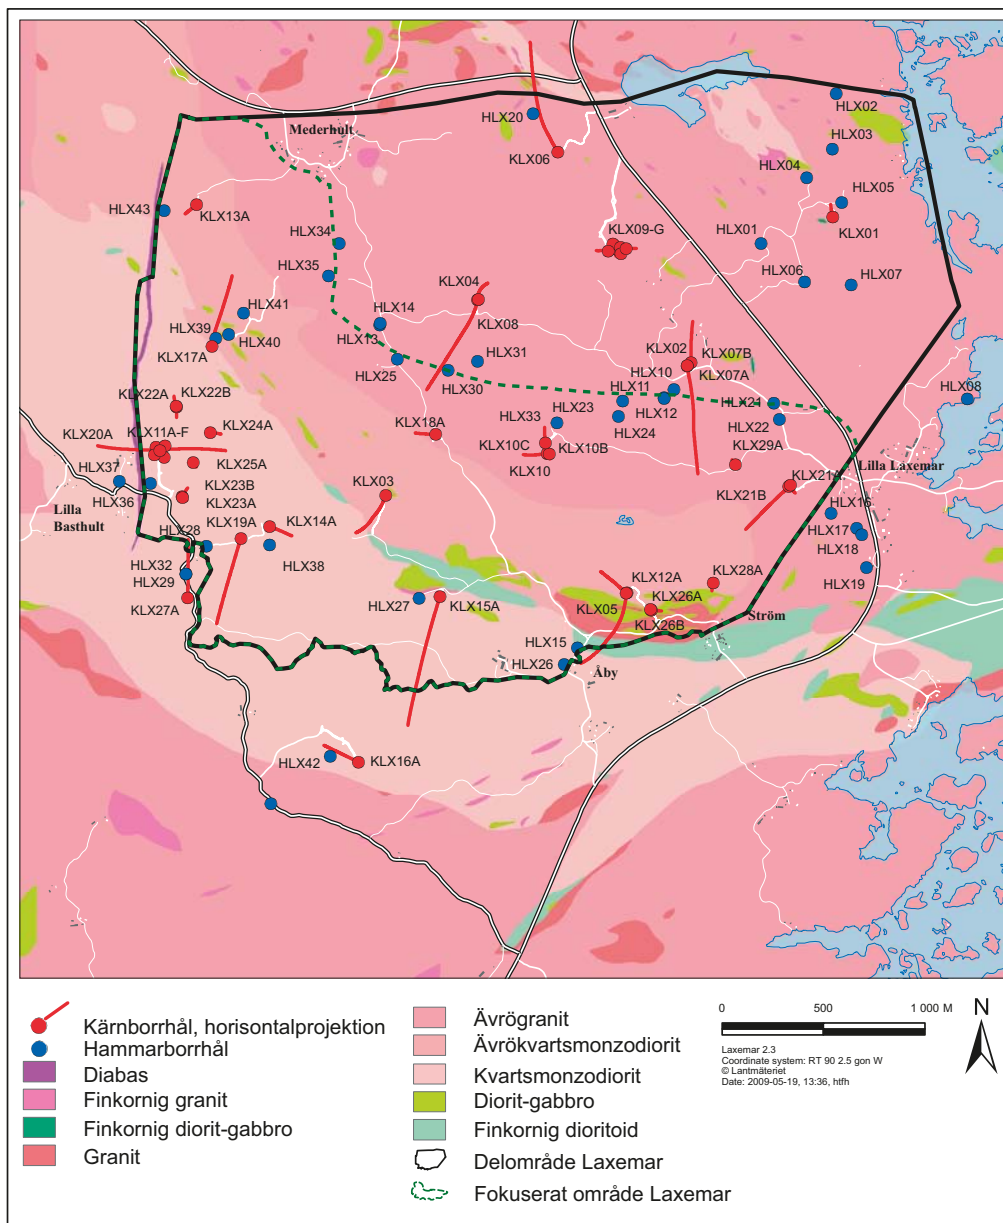 HLX02
Mederhult
HLX20
HLX03
KLX06
HLX04
HLX05
HLX43
KLX13A
KLX01
HLX34
KLX09-G
HLX01
HLX35
HLX06
HLX07
KLX04
HLX41
HLX14
KLX08
HLX39
HLX40
HLX13
KLX17A
HLX31
KLX02
KLX07B
HLX25
HLX10
KLX07A
HLX30
HLX11
HLX08
KLX22A
KLX22B
HLX21
HLX33
HLX23
HLX12
HLX22
KLX11A-F
KLX24A
KLX18A
HLX24
KLX20A
KLX10C
KLX10B
KLX29A
HLX37
KLX25A
KLX10
Lilla Laxemar
KLX21A
HLX36
KLX23B
KLX03
KLX21B
Lilla
Basthult
KLX23A
HLX16
KLX19A
KLX14A
HLX17
HLX28
HLX18
HLX38
HLX32
HLX29
HLX19
KLX12A
KLX28A
KLX27A
HLX27
KLX15A
KLX05
KLX26A
KLX26B
Ström
HLX15
HLX26
Åby
HLX42
KLX16A
Kärnborrhål, horisontalprojektion
Hammarborrhål
Diabas
Finkornig granit
Finkornig diorit-gabbro
Granit
Ävrögranit
Ävrökvartsmonzodiorit
Kvartsmonzodiorit
Diorit-gabbro
Finkornig dioritoid
Delområde Laxemar
Fokuserat område Laxemar
0 500 1 000 M
Laxemar 2.3
Coordinate system: RT 90 2.5 gon W
© Lantmäteriet
Date: 2009-05-19, 13:36, htfh
N